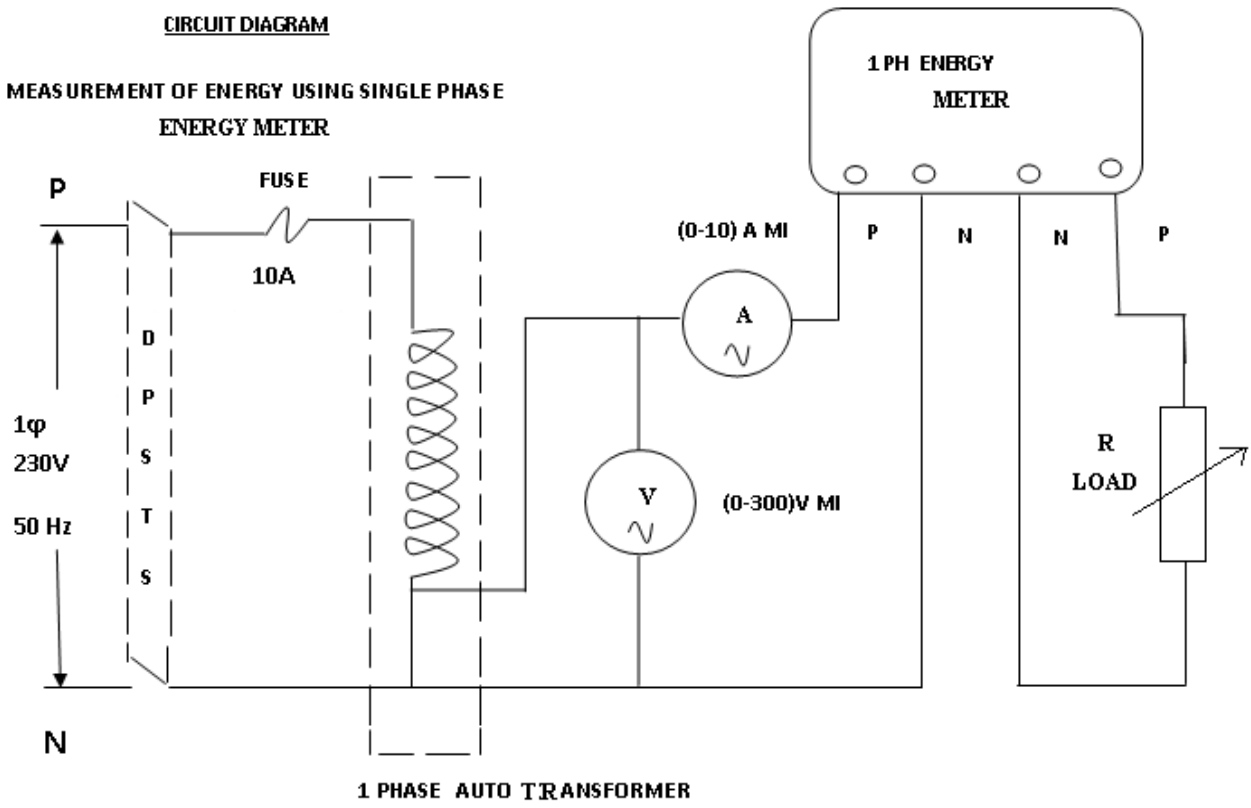 CIRCUIT DIAGRAM
MEASUREMENT OF ENERGY USING SINGLE PHASE
ENERGY METER
1 PH ENERGY
METER
P
FUSE
10A
(0-10) A MI
P
N
N
P
A
D
P
S
T
S
1φ
230V
50 Hz
V
(0-300)V MI
R
LOAD
N
1 PHASE AUTO TRANSFORMER